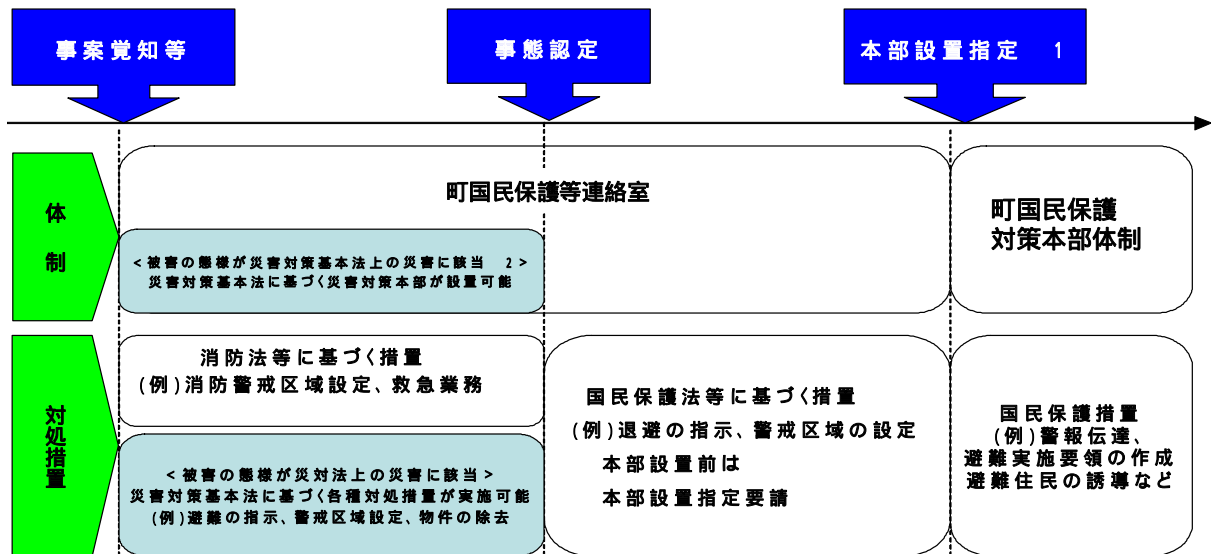 事案覚知等
事態認定
本部設置指定 1
体制
町国民保護等連絡室
<被害の態様が災害対策基本法上の災害に該当 2>
災害対策基本法に基づく災害対策本部が設置可能
町国民保護
対策本部体制
対処措置
消防法等に基づく措置
(例)消防警戒区域設定、救急業務
<被害の態様が災対法上の災害に該当>
災害対策基本法に基づく各種対処措置が実施可能
(例)避難の指示、警戒区域設定、物件の除去
国民保護法等に基づく措置
(例)退避の指示、警戒区域の設定
本部設置前は
本部設置指定要請
国民保護措置
(例)警報伝達、
避難実施要領の作成
避難住民の誘導など